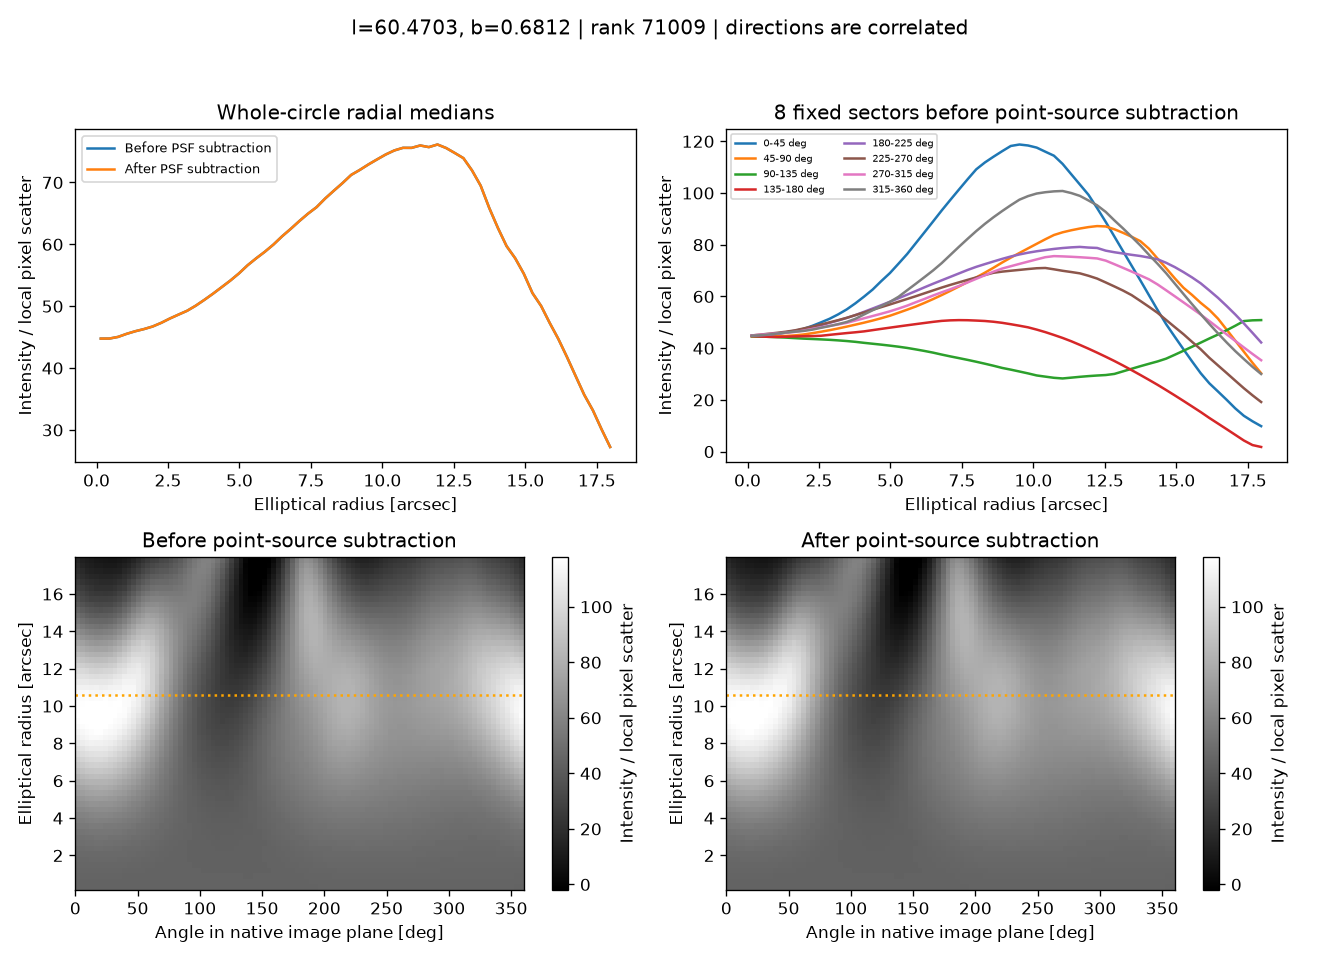 l=60.4703, b=0.6812 | rank 71009 | directions are correlated
Whole-circle radial medians
Before PSF subtraction
After PSF subtraction
Intensity / local pixel scatter
70
60
50
40
30
0.0 2.5 5.0 7.5 10.0 12.5 15.0 17.5
Elliptical radius [arcsec]
8 fixed sectors before point-source subtraction
0-45 deg
45-90 deg
90-135 deg
135-180 deg
180-225 deg
225-270 deg
270-315 deg
315-360 deg
Intensity / local pixel scatter
120
100
80
60
40
20
0
0.0 2.5 5.0 7.5 10.0 12.5 15.0 17.5
Elliptical radius [arcsec]
Before point-source subtraction
Elliptical radius [arcsec]
16
14
12
10
8
6
4
2
0 50 100 150 200 250 300 350
Angle in native image plane [deg]
100
80
60
40
20
0
Intensity / local pixel scatter
After point-source subtraction
Elliptical radius [arcsec]
16
14
12
10
8
6
4
2
0 50 100 150 200 250 300 350
Angle in native image plane [deg]
100
80
60
40
20
0
Intensity / local pixel scatter